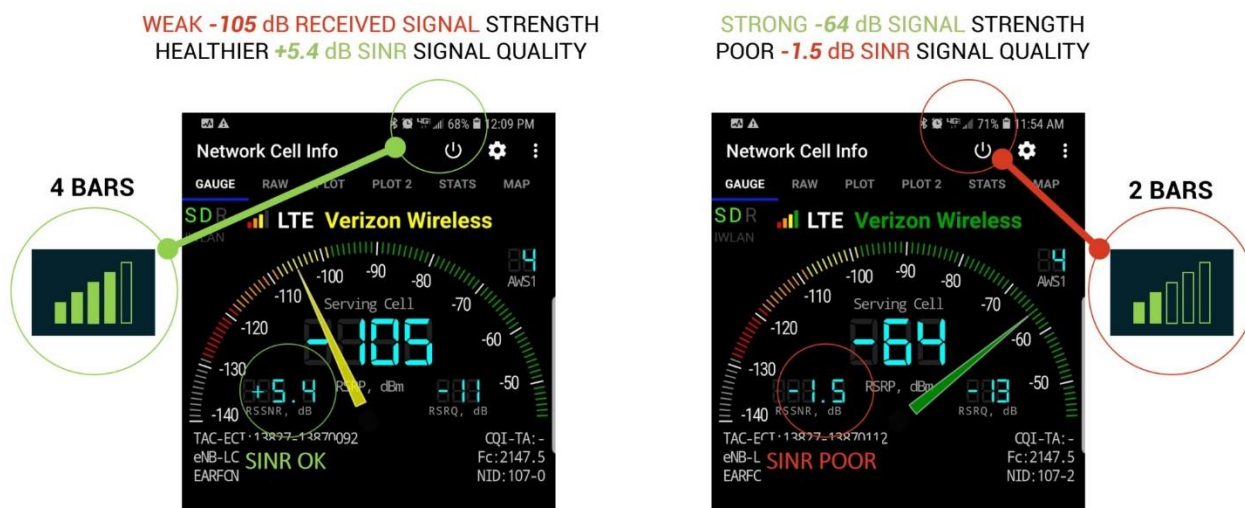 WEAK -105 dB RECEIVED SIGNAL STRENGTH
HEALTHIER +5.4 dB SINR SIGNAL QUALITY
STRONG -64 dB SIGNAL STRENGTH
POOR -1.5 dB SINR SIGNAL QUALITY
4 BARS
4G 68% 12:09 PM
Network Cell Info
GAUGE RAW PLOT PLOT 2 STATS MAP
SDR
IWLAN
LTE Verizon Wireless
4
AWS1
-140 -130 -120 -110 -100 -90 -80 -70 -60 -50
Serving Cell
-105
RSRP, dBm
+5.4
RSSNR, dB
-11
RSRQ, dB
TAC-ECI:13827-13870092
CQI-TA:-
eNB-LC
SINR OK
Fc:2147.5
EARFCN
NID:107-0
4G 71% 11:54 AM
Network Cell Info
GAUGE RAW PLOT PLOT 2 STATS MAP
SDR
IWLAN
LTE Verizon Wireless
4
AWS1
-140 -130 -120 -110 -100 -90 -80 -70 -60 -50
Serving Cell
-64
RSRP, dBm
-1.5
RSSNR, dB
RSRQ, dB
TAC-ECI:13827-13870112
CQI-TA:-
eNB-L
SINR POOR
Fc:2147.5
EARFC
NID:107-2
2 BARS